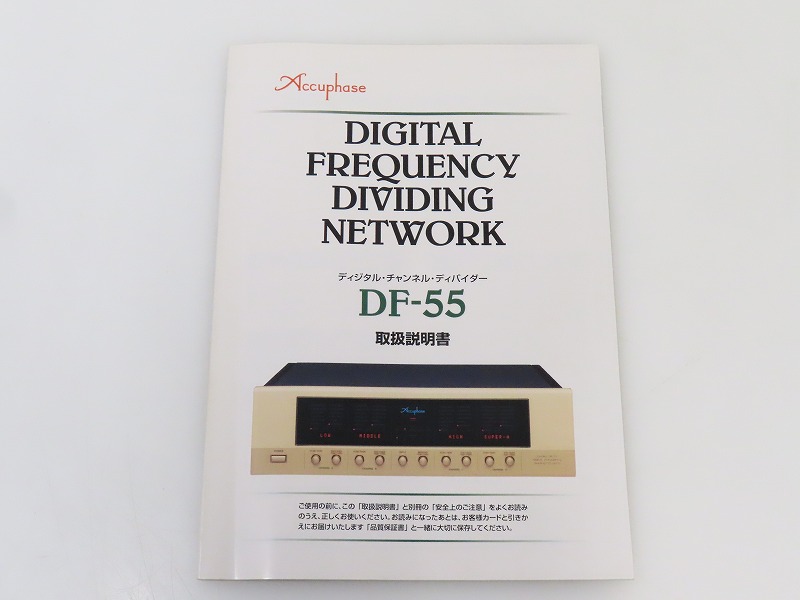 Accuphase
DIGITAL
FREQUENCY
DIVIDING
NETWORK
ディジタル・チャンネル・ディバイダー
DF-55
取扱説明書
Accuphase
LOW
MIDDLE
HIGH
SUPER-H
ご使用の前に、この「取扱説明書」と別冊の「安全上のご注意」をよくお読み
のうえ、正しくお使いください。お読みになったあとは、お客様カードと引きか
えにお届けいたします「品質保証書」と一緒に大切に保存してください。